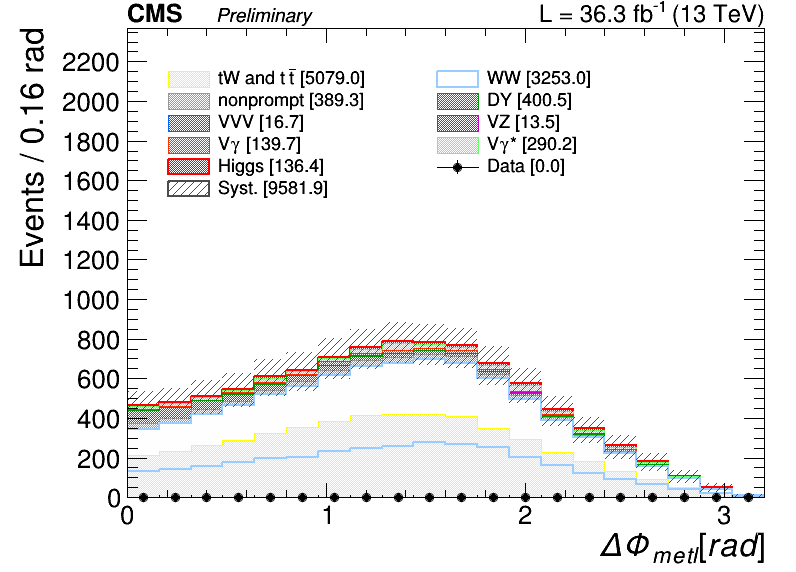 CMS Preliminary L = 36.3 fb⁻¹ (13 TeV)
Events / 0.16 rad
2200
2000
1800
1600
1400
1200
1000
800
600
400
200
0
tW and tt̅ [5079.0]
nonprompt [389.3]
VVV [16.7]
Vγ [139.7]
Higgs [136.4]
Syst. [9581.9]
WW [3253.0]
DY [400.5]
VZ [13.5]
Vγ* [290.2]
Data [0.0]
0 1 2 3
ΔΦmetl[rad]